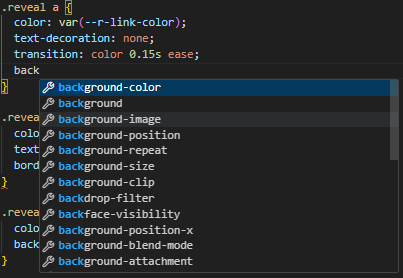 .reveal a {
color: var(--r-link-color);
text-decoration: none;
transition: color 0.15s ease;
back
}
background-color
background
.revea
background-image
colo
background-position
text
background-repeat
bord
background-size
}
background-clip
backdrop-filter
.revea
backface-visibility
colo
background-position-x
back
background-blend-mode
}
background-attachment